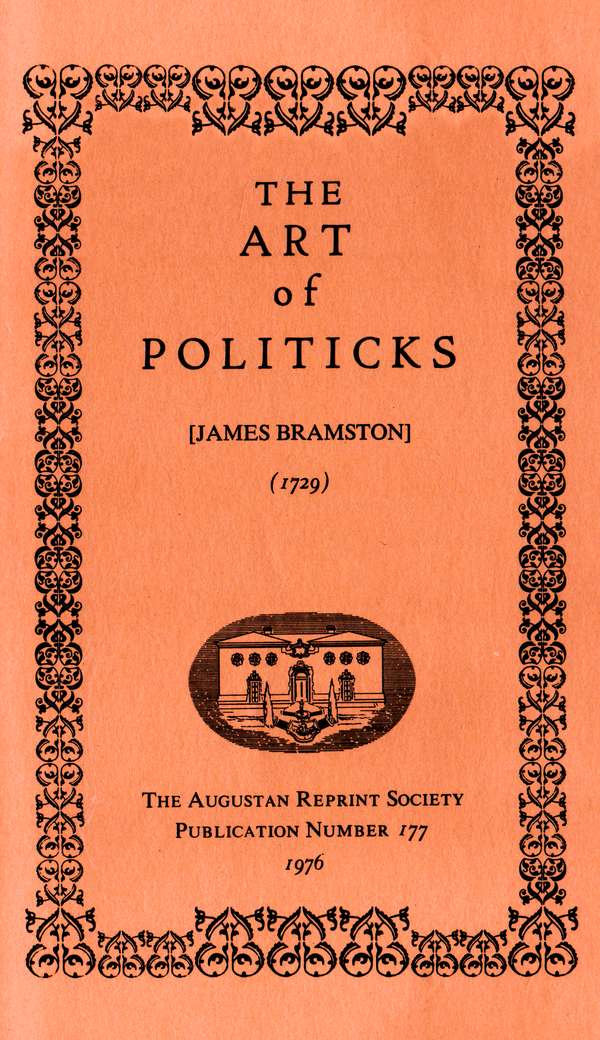 THE
ART
of
POLITICKS
[JAMES BRAMSTON]
(1729)
THE AUGUSTAN REPRINT SOCIETY
PUBLICATION NUMBER 177
1976